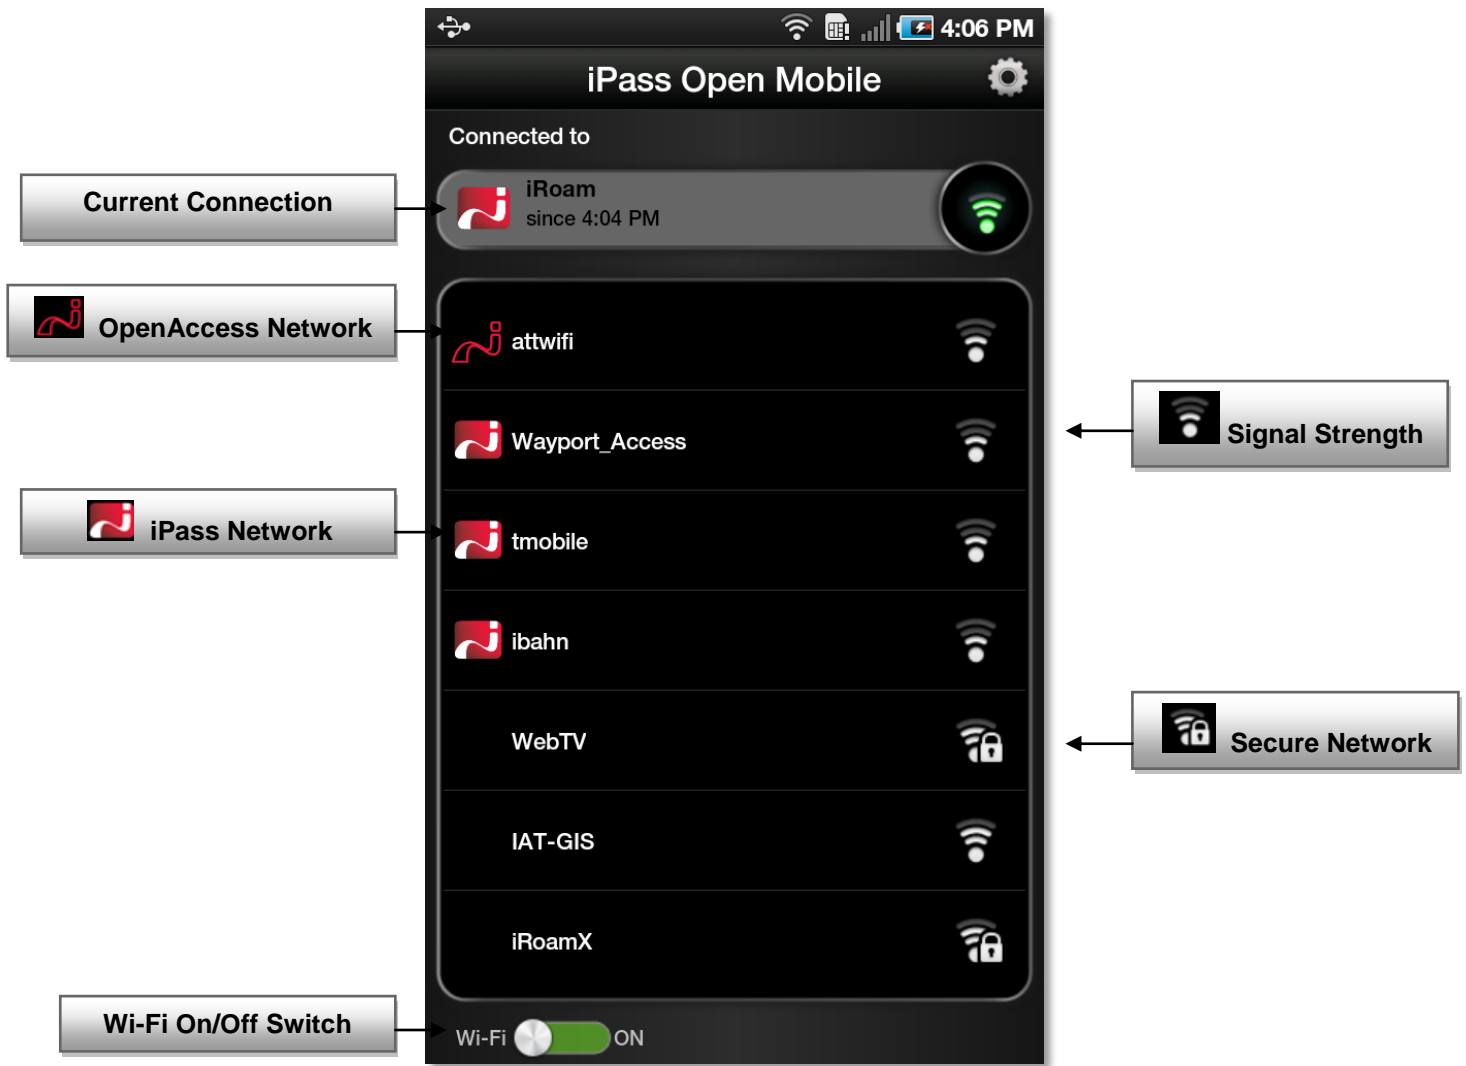 4:06 PM
iPass Open Mobile
Connected to
Current Connection
iRoam
since 4:04 PM
OpenAccess Network
attwifi
Signal Strength
Wayport_Access
iPass Network
tmobile
ibahn
WebTV
Secure Network
IAT-GIS
iRoamX
Wi-Fi On/Off Switch
Wi-Fi ON